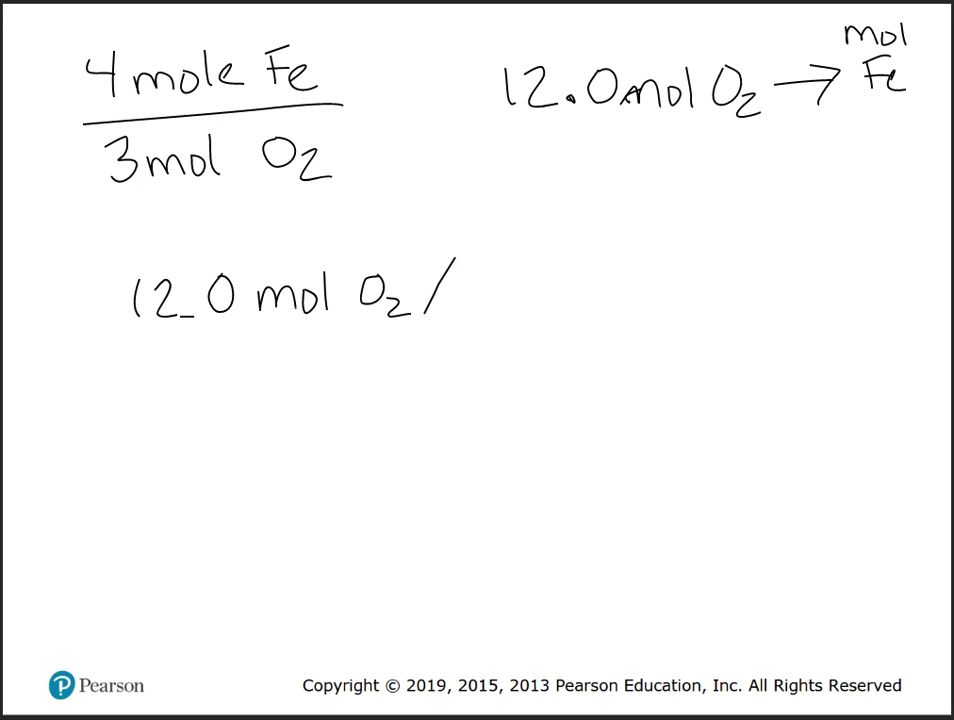 4 mole Fe
3 mol O2
12.0 mol O2 → mol Fe
12.0 mol O2 /
Pearson
Copyright © 2019, 2015, 2013 Pearson Education, Inc. All Rights Reserved